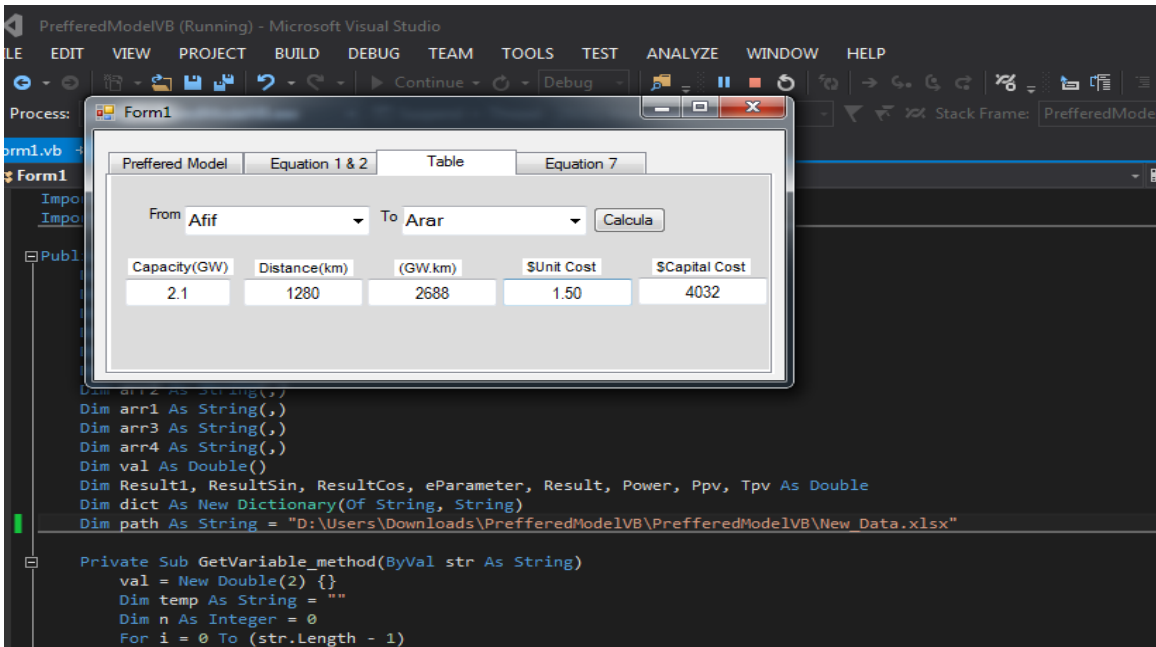 PrefferedModelVB (Running) - Microsoft Visual Studio
ILE EDIT VIEW PROJECT BUILD DEBUG TEAM TOOLS TEST ANALYZE WINDOW HELP
Continue Debug
Process: Stack Frame: PrefferedMode
Form1
orm1.vb
Preffered Model Equation 1 & 2 Table Equation 7
Form1
Impo
Impo
From Afif To Arar Calcula
Publ
Capacity(GW) Distance(km) (GW.km) $Unit Cost $Capital Cost
2.1 1280 2688 1.50 4032
Dim arr2 As String(,)
Dim arr1 As String(,)
Dim arr3 As String(,)
Dim arr4 As String(,)
Dim val As Double()
Dim Result1, ResultSin, ResultCos, eParameter, Result, Power, Ppv, Tpv As Double
Dim dict As New Dictionary(Of String, String)
Dim path As String = "D:\Users\Downloads\PrefferedModelVB\PrefferedModelVB\New_Data.xlsx"
Private Sub GetVariable_method(ByVal str As String)
val = New Double(2) {}
Dim temp As String = ""
Dim n As Integer = 0
For i = 0 To (str.Length - 1)